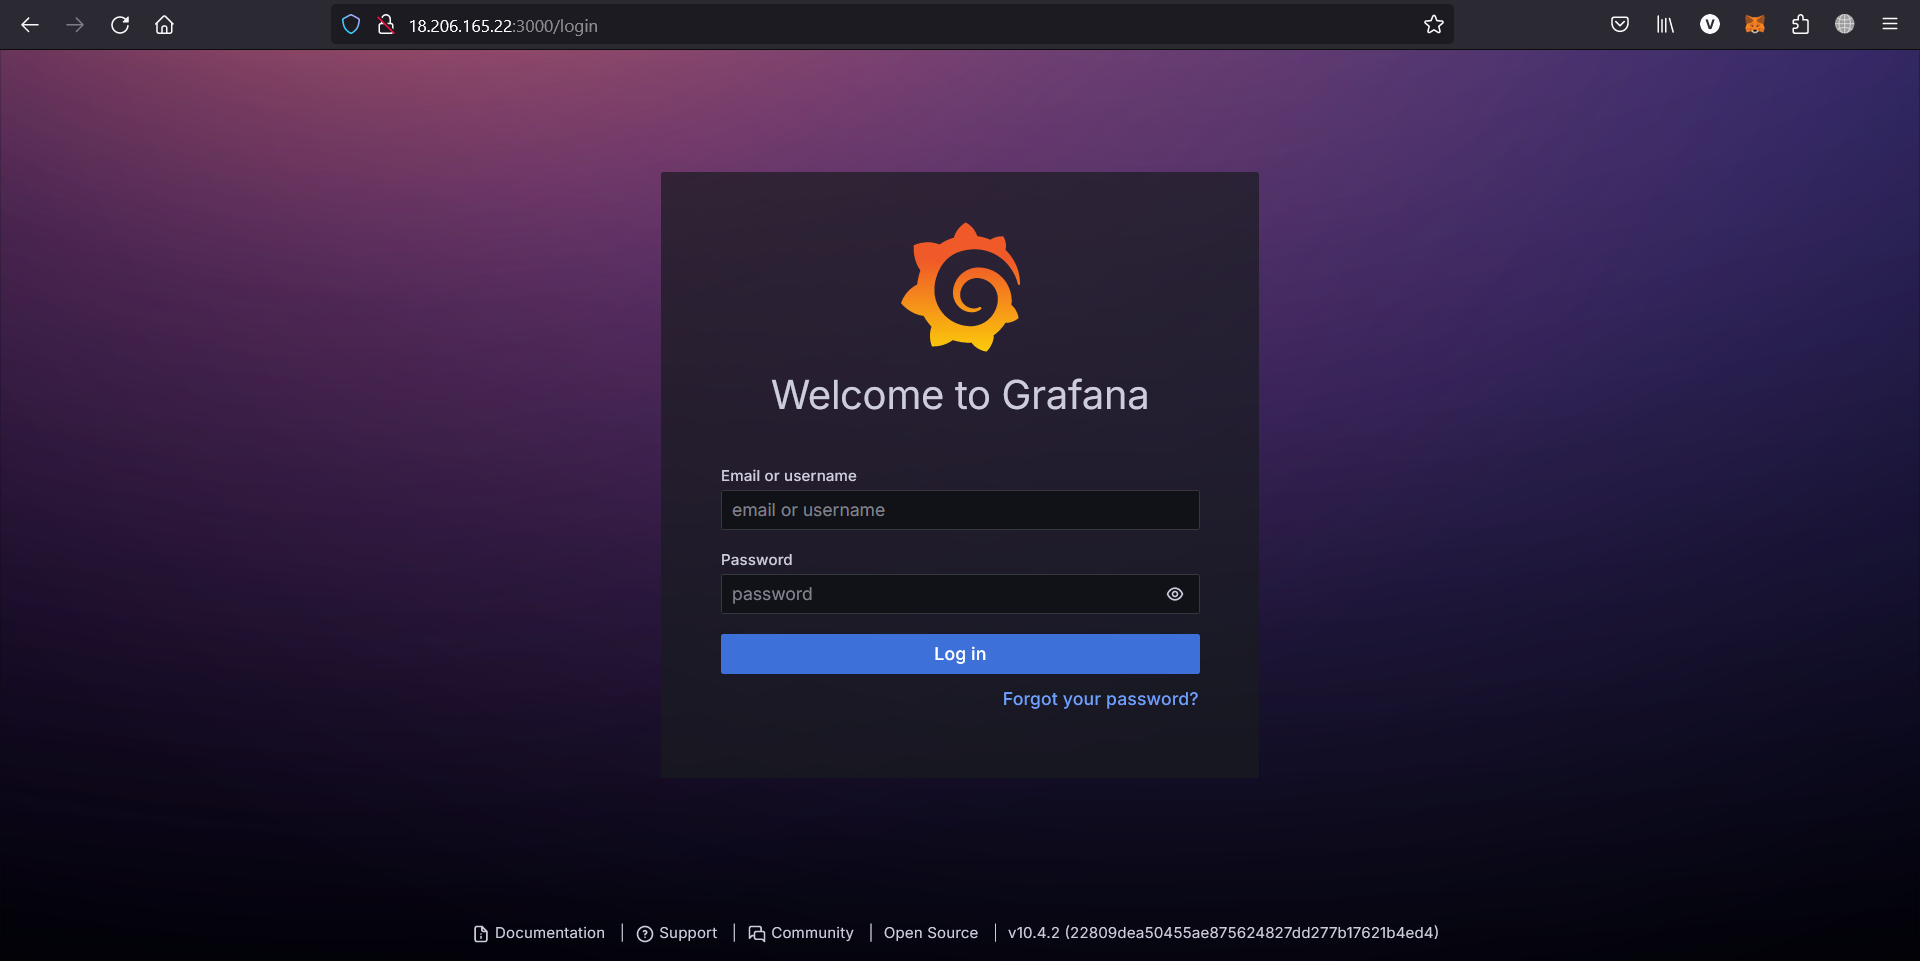 18.206.165.22:3000/login
V
Welcome to Grafana
Email or username
email or username
Password
password
Log in
Forgot your password?
Documentation | Support | Community | Open Source | v10.4.2 (22809dea50455ae875624827dd277b17621b4ed4)